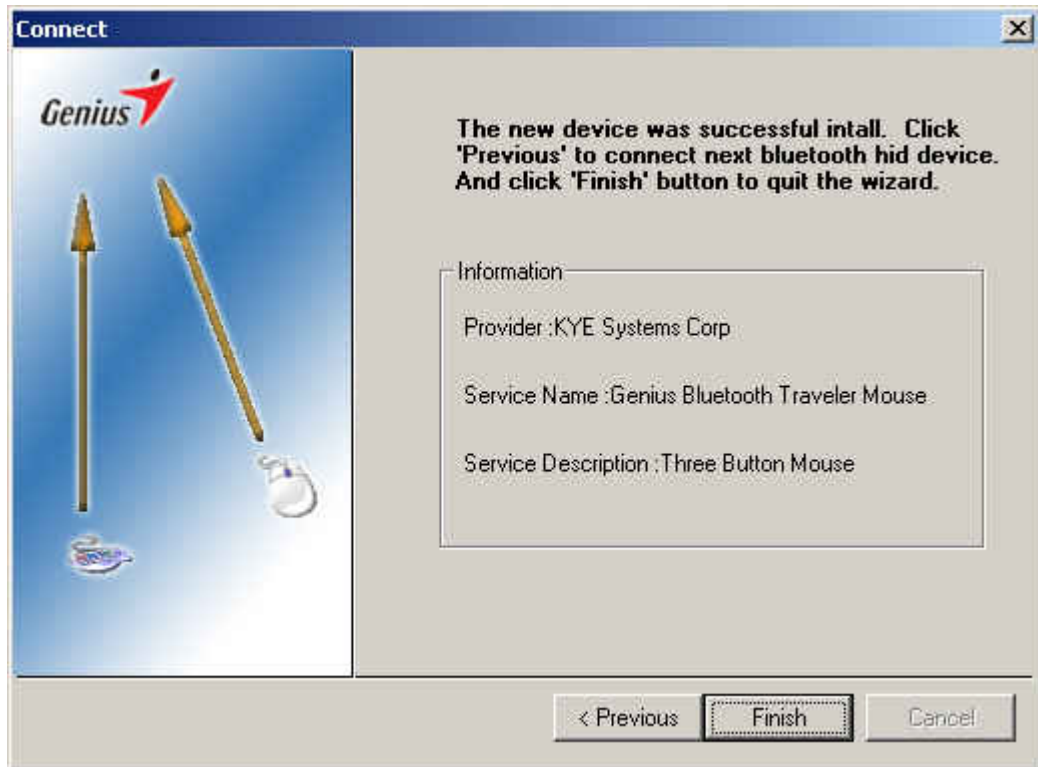 Connect
Genius
The new device was successful intall. Click
'Previous' to connect next bluetooth hid device.
And click 'Finish' button to quit the wizard.
Information
Provider :KYE Systems Corp
Service Name :Genius Bluetooth Traveler Mouse
Service Description :Three Button Mouse
< Previous
Finish
Cancel